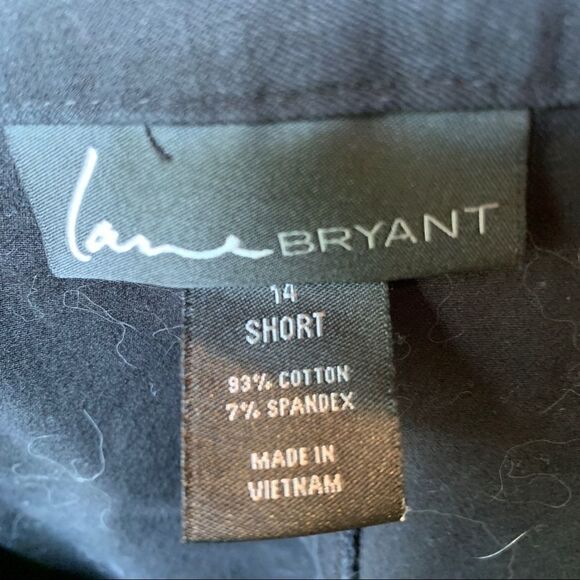 lane BRYANT
14
SHORT
93% COTTON
7% SPANDEX
MADE IN
VIETNAM